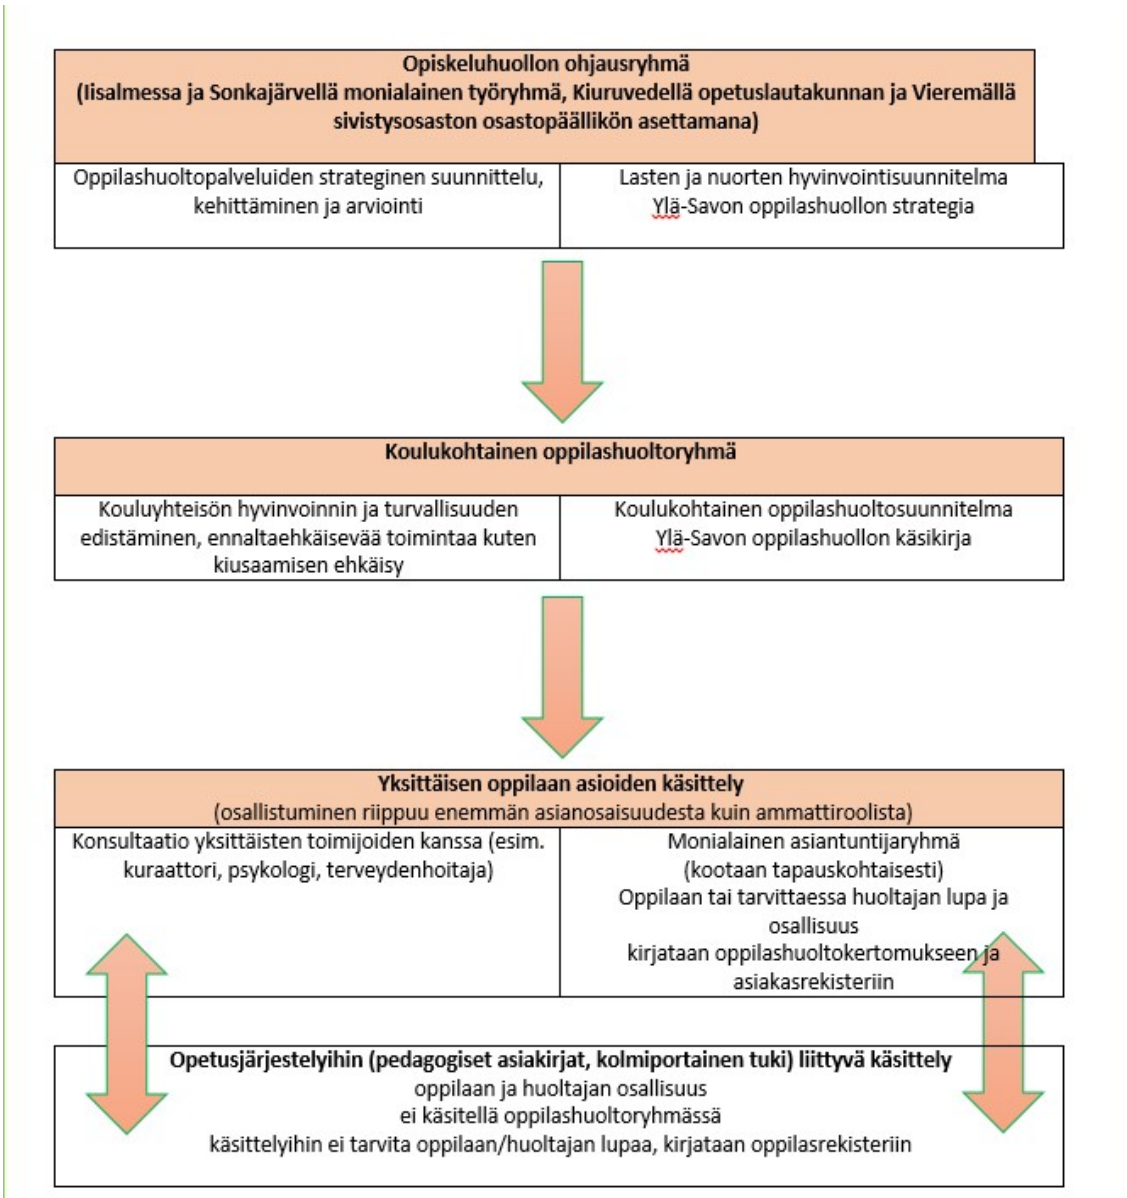 Opiskeluhuollon ohjausryhmä
(Iisalmessa ja Sonkajärvellä monialainen työryhmä, Kiuruvedellä opetuslautakunnan ja Vieremällä
sivistysosaston osastopäällikön asettamana)
Oppilashuoltopalveluiden strateginen suunnittelu,
kehittäminen ja arviointi
Lasten ja nuorten hyvinvointisuunnitelma
Ylä-Savon oppilashuollon strategia
Koulukohtainen oppilashuoltoryhmä
Kouluyhteisön hyvinvoinnin ja turvallisuuden
edistäminen, ennaltaehkäisevää toimintaa kuten
kiusaamisen ehkäisy
Koulukohtainen oppilashuoltosuunnitelma
Ylä-Savon oppilashuollon käsikirja
Yksittäisen oppilaan asioiden käsittely
(osallistuminen riippuu enemmän asianosaisuudesta kuin ammattiroolista)
Konsultaatio yksittäisten toimijoiden kanssa (esim.
kuraattori, psykologi, terveydenhoitaja)
Monialainen asiantuntijaryhmä
(kootaan tapauskohtaisesti)
Oppilaan tai tarvittaessa huoltajan lupa ja
osallisuus
kirjataan oppilashuoltokertomukseen ja
asiakasrekisteriin
Opetusjärjestelyihin (pedagogiset asiakirjat, kolmiportainen tuki) liittyvä käsittely
oppilaan ja huoltajan osallisuus
ei käsitellä oppilashuoltoryhmässä
käsittelyihin ei tarvita oppilaan/huoltajan lupaa, kirjataan oppilasrekisteriin